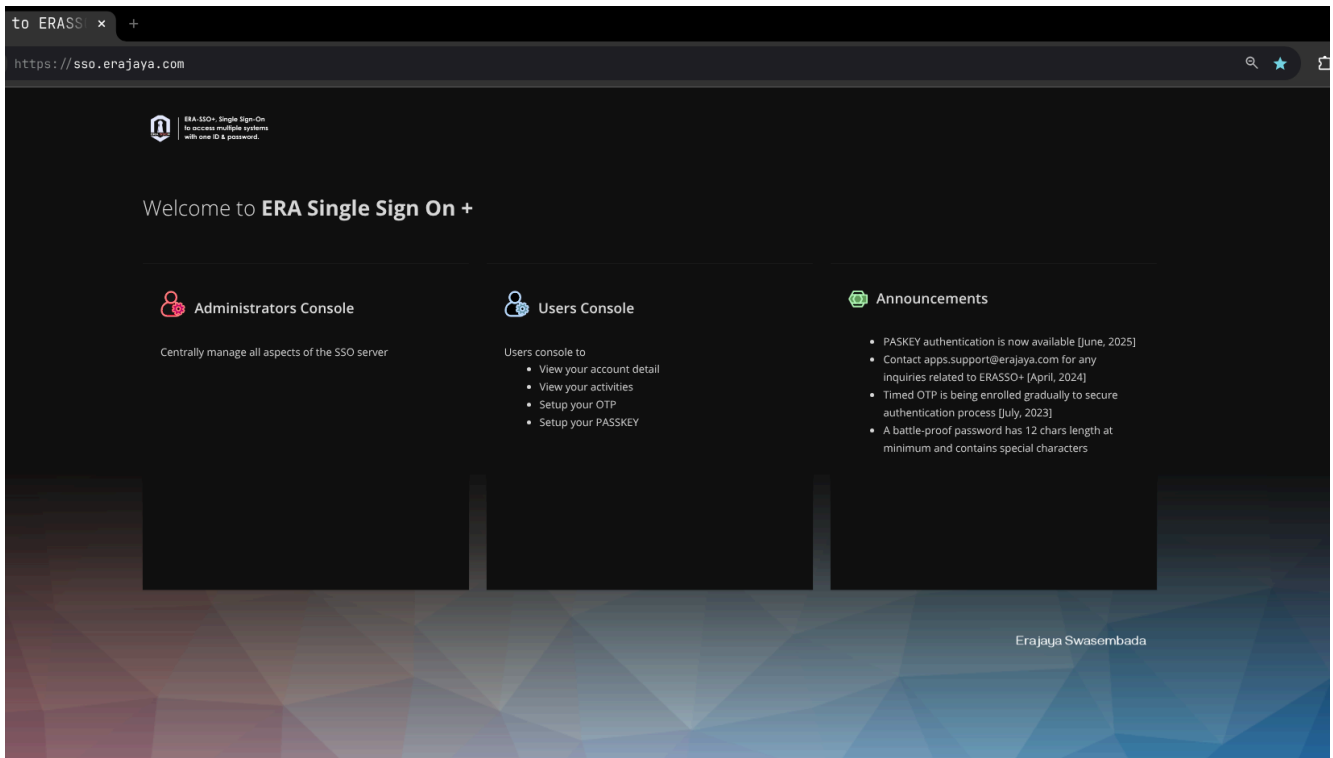 to ERASS
https://sso.erajaya.com
ERA-SSO+. Single Sign-On
to access multiple systems
with one ID & password.
Welcome to ERA Single Sign On +
Administrators Console
Centrally manage all aspects of the SSO server
Users Console
Users console to
View your account detail
View your activities
Setup your OTP
Setup your PASSKEY
Announcements
PASKEY authentication is now available [June, 2025]
Contact apps.support@erajaya.com for any
inquiries related to ERASSO+ [April, 2024]
Timed OTP is being enrolled gradually to secure
authentication process [July, 2023]
A battle-proof password has 12 chars length at
minimum and contains special characters
Erajaya Swasembada